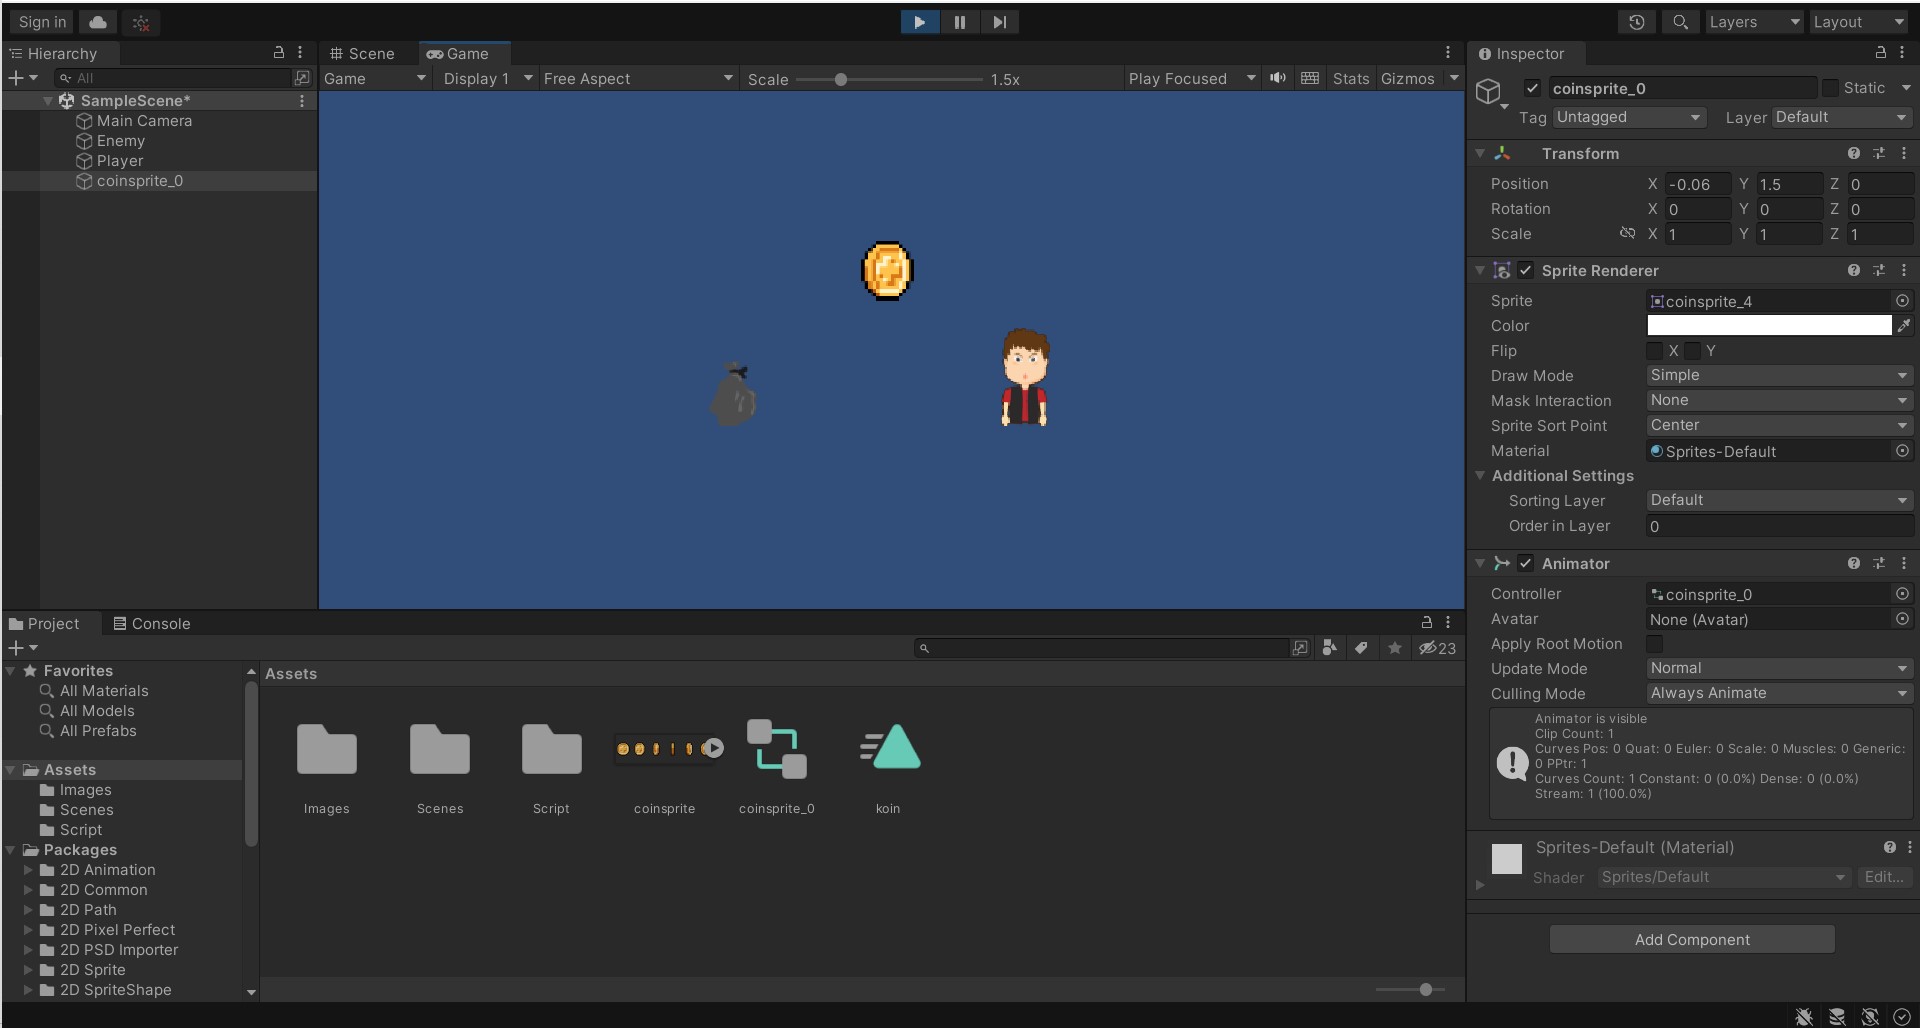 Sign in
Layers
Layout
Hierarchy
All
SampleScene*
Main Camera
Enemy
Player
coinsprite_0
Scene
Game
Game
Display 1
Free Aspect
Scale
1.5x
Play Focused
Stats
Gizmos
Inspector
coinsprite_0
Static
Tag Untagged
Layer Default
Transform
Position X -0.06 Y 1.5 Z 0
Rotation X 0 Y 0 Z 0
Scale X 1 Y 1 Z 1
Sprite Renderer
Sprite coinsprite_4
Color
Flip X Y
Draw Mode Simple
Mask Interaction None
Sprite Sort Point Center
Material Sprites-Default
Additional Settings
Sorting Layer Default
Order in Layer 0
Animator
Controller coinsprite_0
Avatar None (Avatar)
Apply Root Motion
Update Mode Normal
Culling Mode Always Animate
Animator is visible
Clip Count: 1
Curves Pos: 0 Quat: 0 Euler: 0 Scale: 0 Muscles: 0 Generic:
0 PPtr: 1
Curves Count: 1 Constant: 0 (0.0%) Dense: 0 (0.0%)
Stream: 1 (100.0%)
Sprites-Default (Material)
Shader Sprites/Default Edit...
Add Component
Project
Console
23
Favorites
All Materials
All Models
All Prefabs
Assets
Images
Scenes
Script
Packages
2D Animation
2D Common
2D Path
2D Pixel Perfect
2D PSD Importer
2D Sprite
2D SpriteShape
Assets
Images
Scenes
Script
coinsprite
coinsprite_0
koin